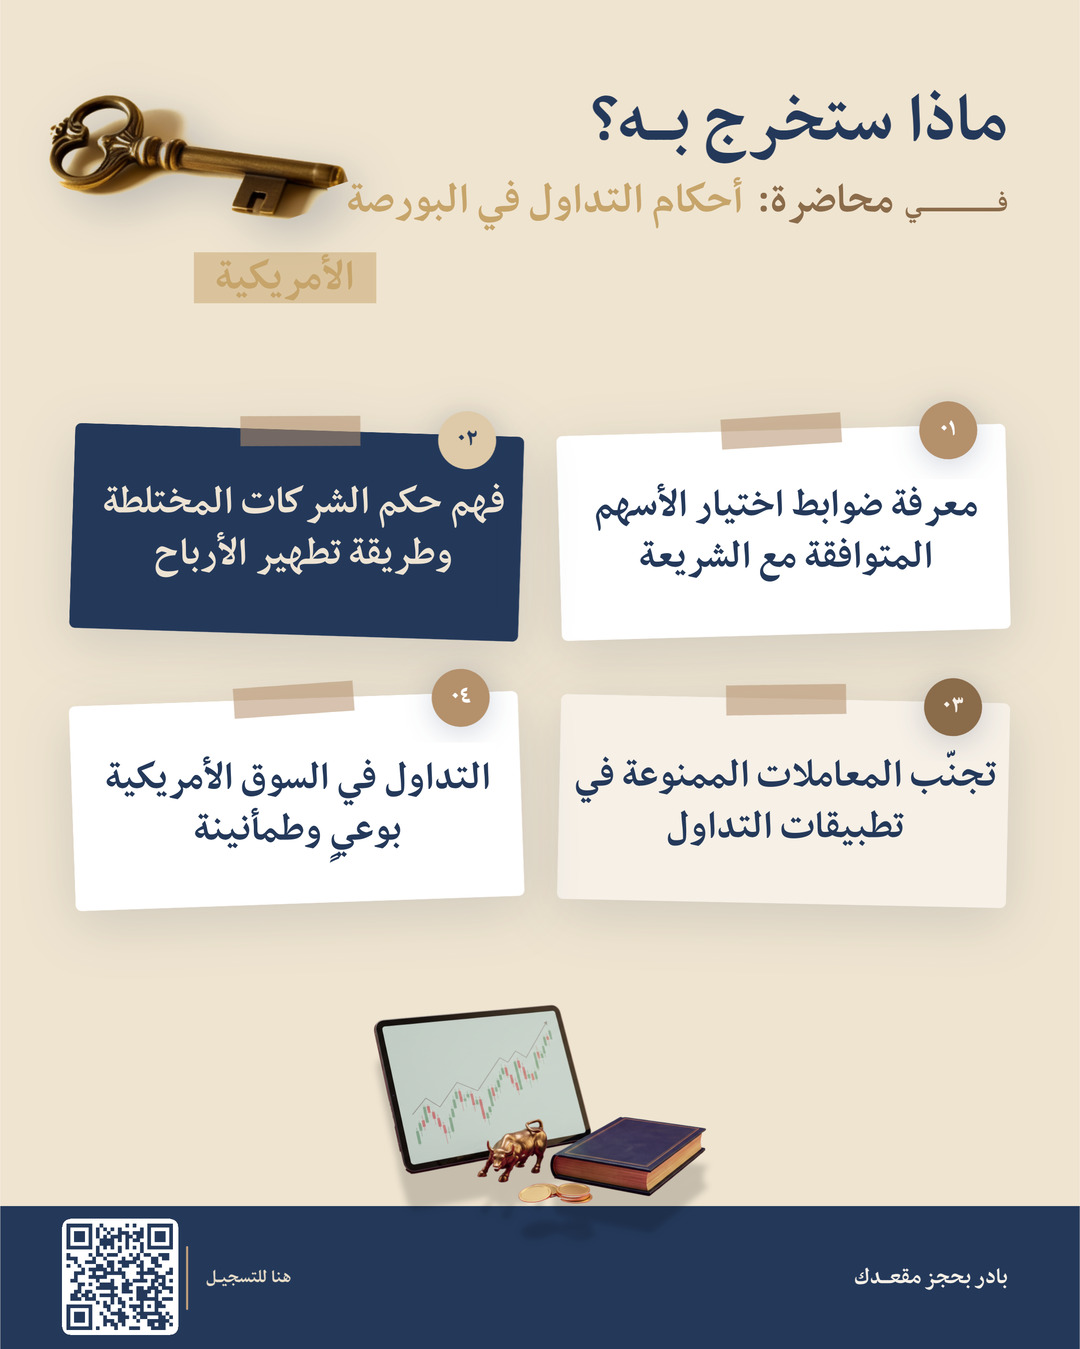 ماذا ستخرج بـه؟
فـــــي محاضرة: أحكام التداول في البورصة
الأمريكية
٠١
معرفة ضوابط اختيار الأسهم
المتوافقة مع الشريعة
٠٢
فهم حكم الشركات المختلطة
وطريقة تطهير الأرباح
٠٣
تجنّب المعاملات الممنوعة في
تطبيقات التداول
٠٤
التداول في السوق الأمريكية
بوعيٍ وطمأنينة
بادر بحجز مقعـدك
هنا للتسجيـل